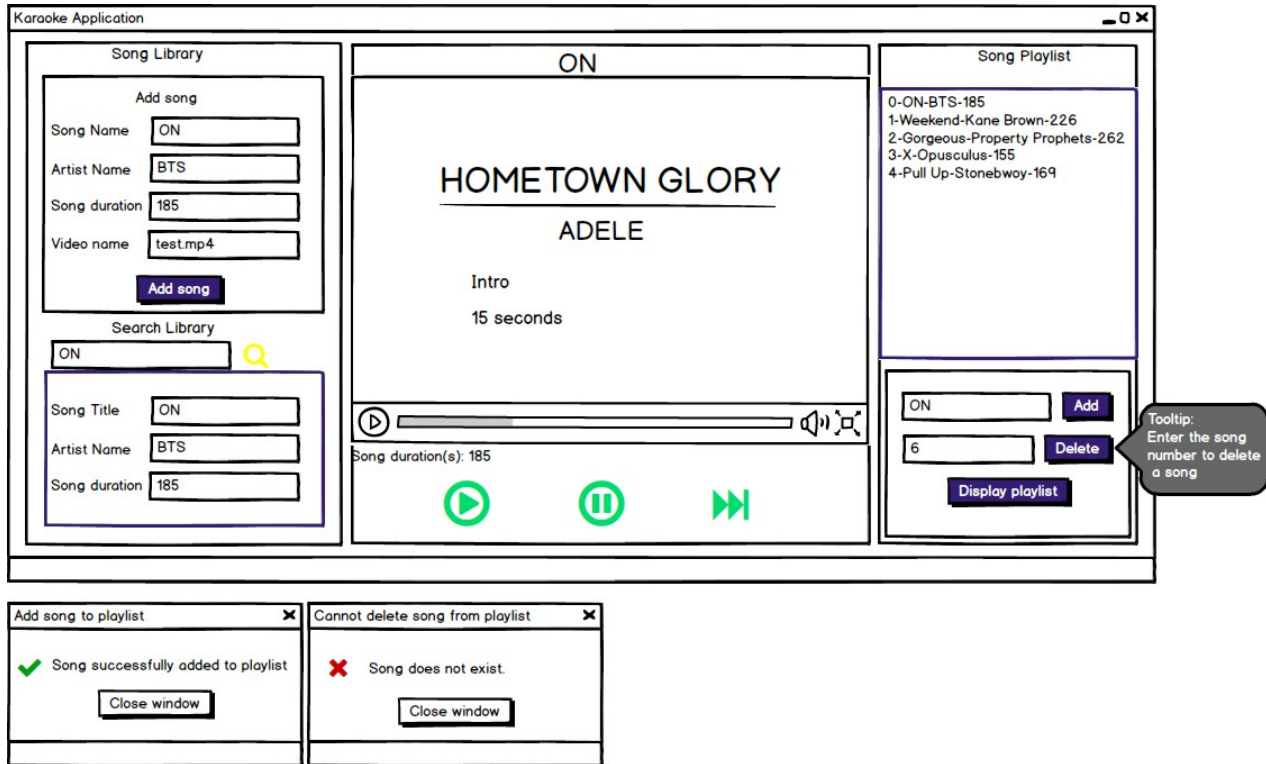 Karaoke Application
Song Library
Add song
Song Name ON
Artist Name BTS
Song duration 185
Video name test.mp4
Add song
Search Library
ON
Song Title ON
Artist Name BTS
Song duration 185
ON
HOMETOWN GLORY
ADELE
Intro
15 seconds
Song duration(s): 185
Song Playlist
0-ON-BTS-185
1-Weekend-Kane Brown-226
2-Gorgeous-Property Prophets-262
3-X-Opusculus-155
4-Pull Up-Stonebwoy-169
ON Add
6 Delete
Display playlist
Tooltip:
Enter the song
number to delete
a song
Add song to playlist
Song successfully added to playlist
Close window
Cannot delete song from playlist
Song does not exist.
Close window